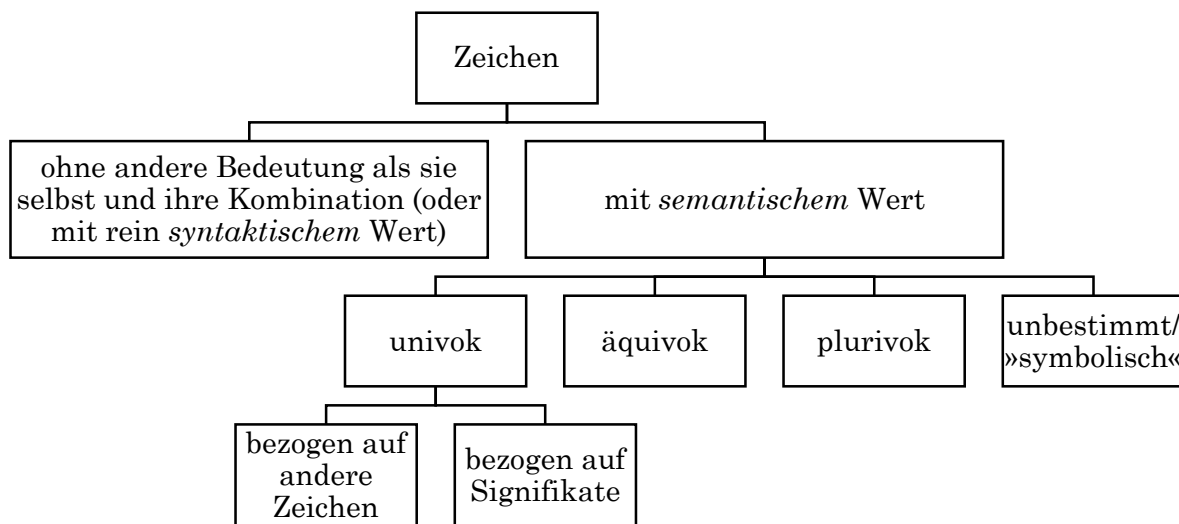 Zeichen
ohne andere Bedeutung als sie
selbst und ihre Kombination (oder
mit rein syntaktischem Wert)
mit semantischem Wert
univok
äquivok
plurivok
unbestimmt/
»symbolisch«
bezogen auf
andere
Zeichen
bezogen auf
Signifikate